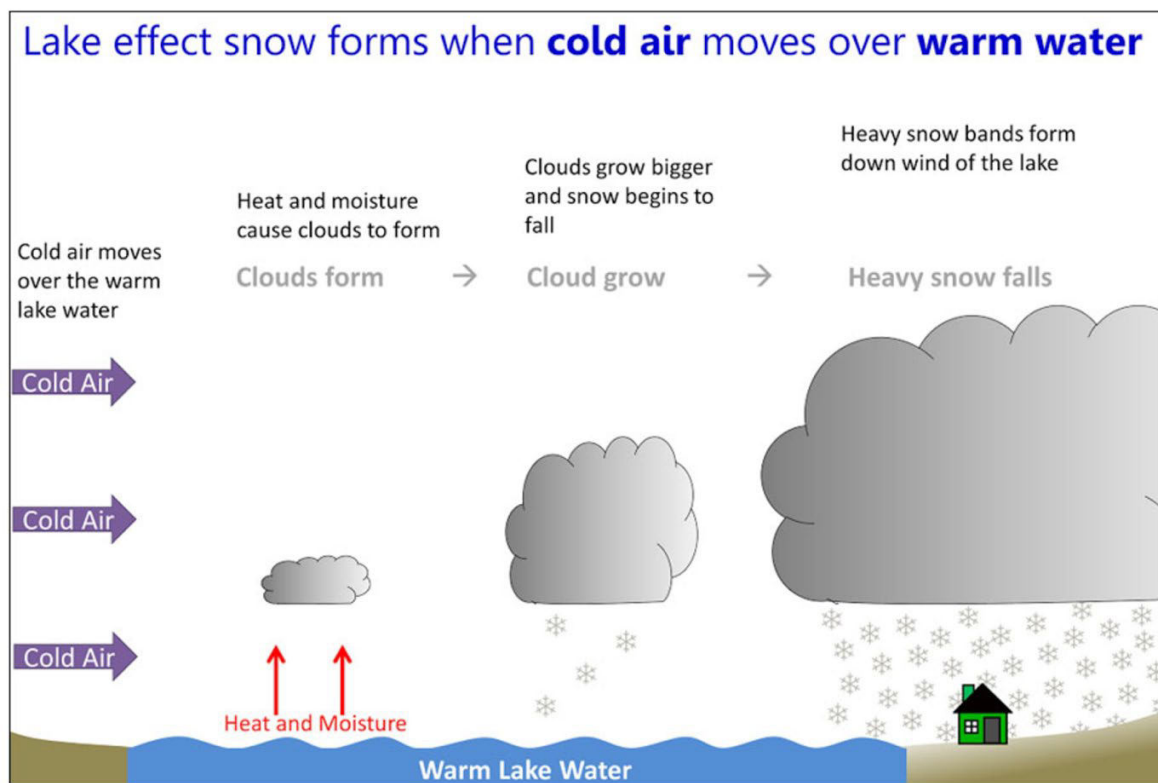 Lake effect snow forms when cold air moves over warm water
Cold air moves
over the warm
lake water
Heat and moisture
cause clouds to form
Clouds grow bigger
and snow begins to
fall
Heavy snow bands form
down wind of the lake
Clouds form → Cloud grow → Heavy snow falls
Cold Air
Cold Air
Cold Air
Heat and Moisture
Warm Lake Water